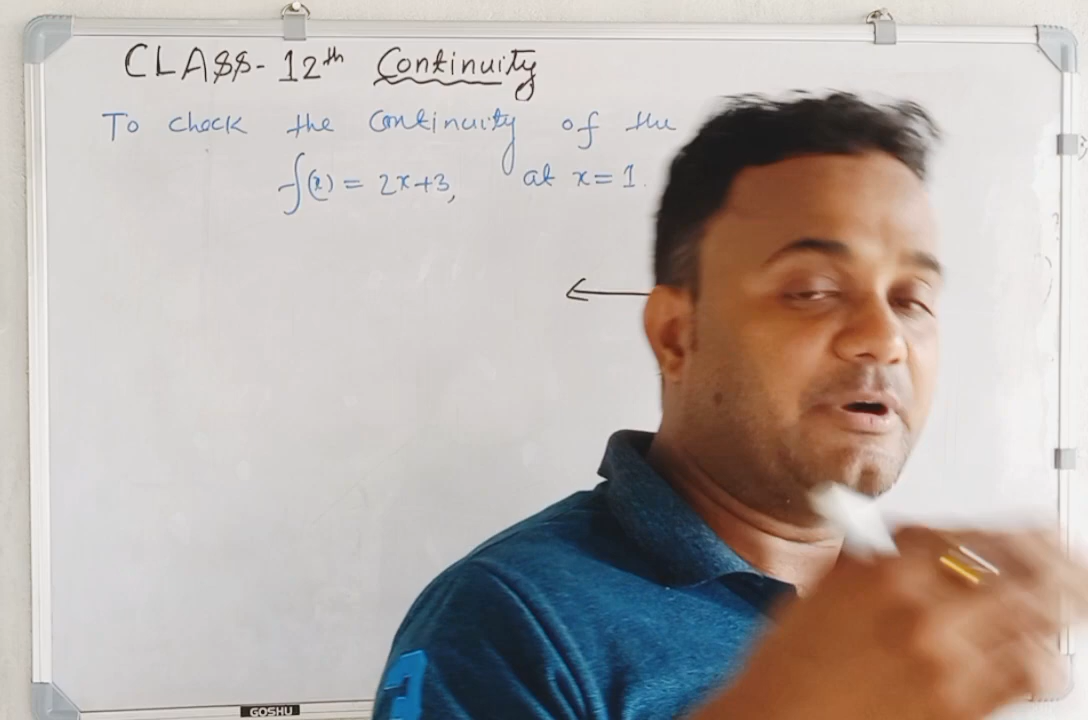 CLASS-12th Continuity
To check the Continuity of the
f(x) = 2x+3, at x=1.
GOSHU